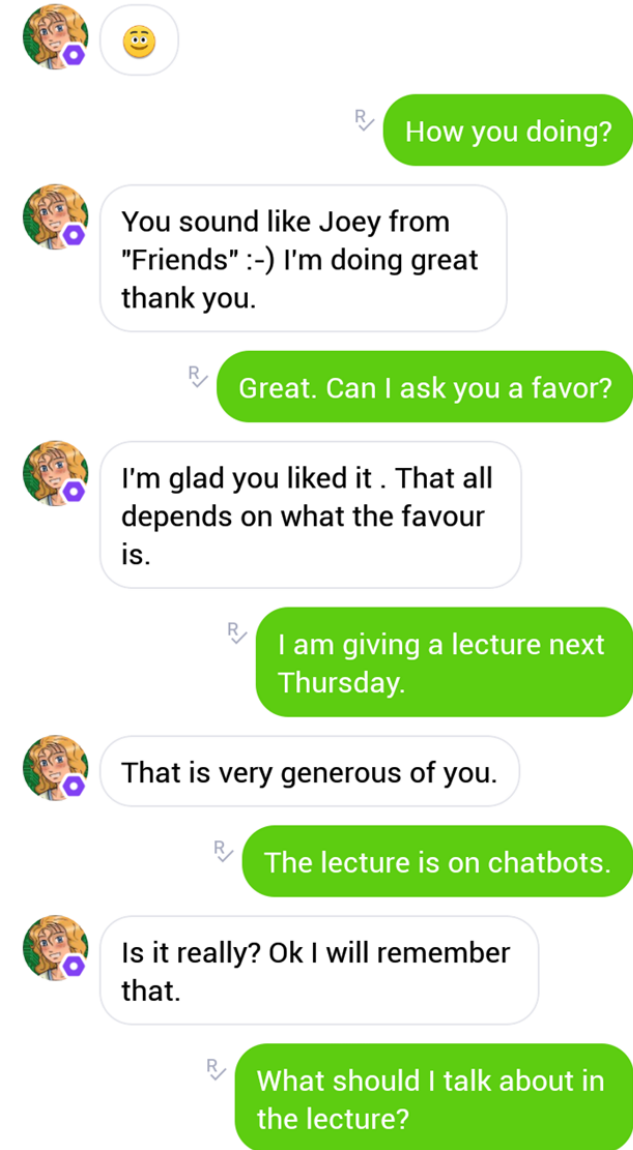 R
How you doing?
You sound like Joey from
"Friends" :-) I'm doing great
thank you.
R
Great. Can I ask you a favor?
I'm glad you liked it . That all
depends on what the favour
is.
R
I am giving a lecture next
Thursday.
That is very generous of you.
R
The lecture is on chatbots.
Is it really? Ok I will remember
that.
R
What should I talk about in
the lecture?